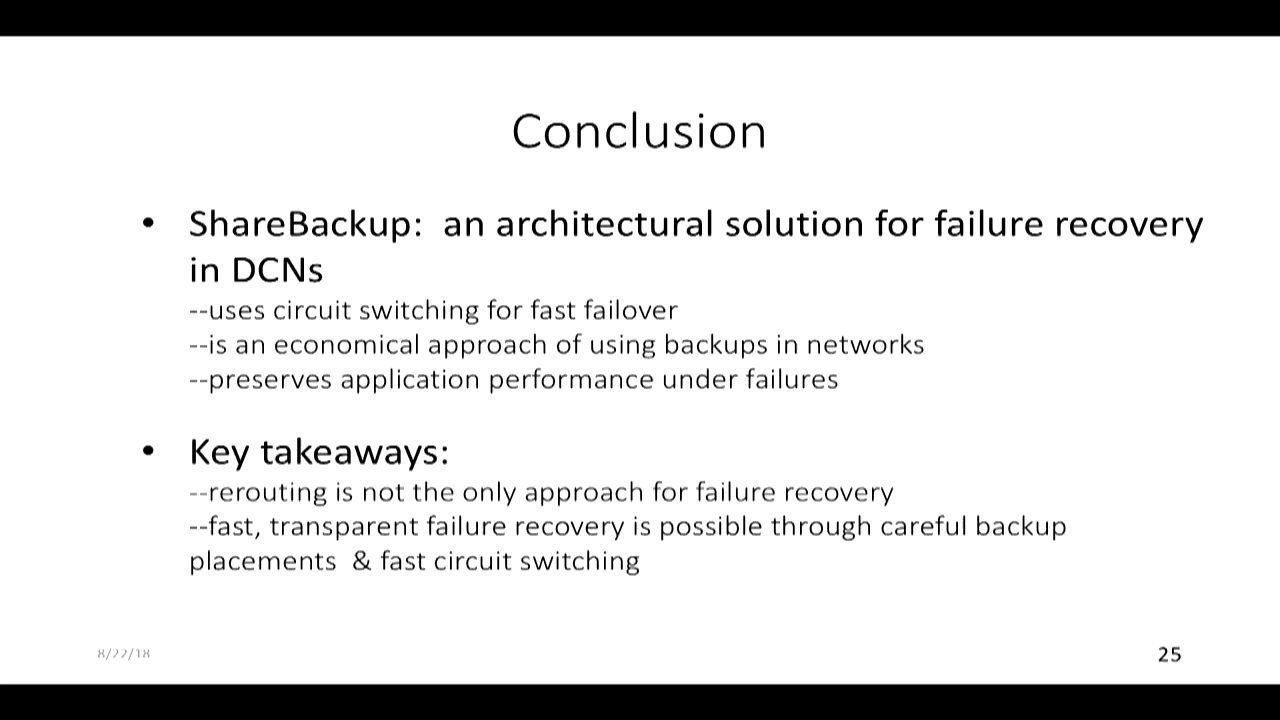 Conclusion
• ShareBackup: an architectural solution for failure recovery
in DCNs
--uses circuit switching for fast failover
--is an economical approach of using backups in networks
--preserves application performance under failures
• Key takeaways:
--rerouting is not the only approach for failure recovery
--fast, transparent failure recovery is possible through careful backup
placements & fast circuit switching
8/22/18
25